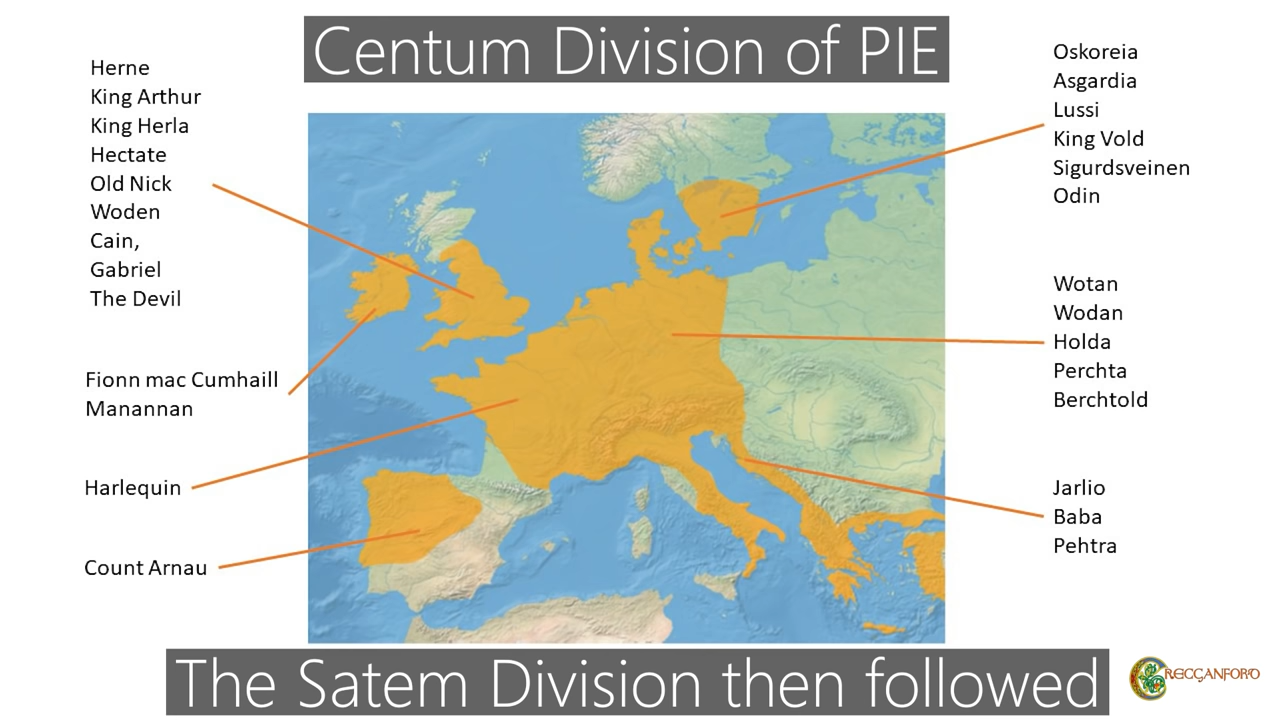 Centum Division of PIE
Herne
King Arthur
King Herla
Hectate
Old Nick
Woden
Cain,
Gabriel
The Devil
Fionn mac Cumhaill
Manannan
Harlequin
Count Arnau
Oskoreia
Asgardia
Lussi
King Vold
Sigurdsveinen
Odin
Wotan
Wodan
Holda
Perchta
Berchtold
Jarlio
Baba
Pehtra
The Satem Division then followed
CRECGANFORD